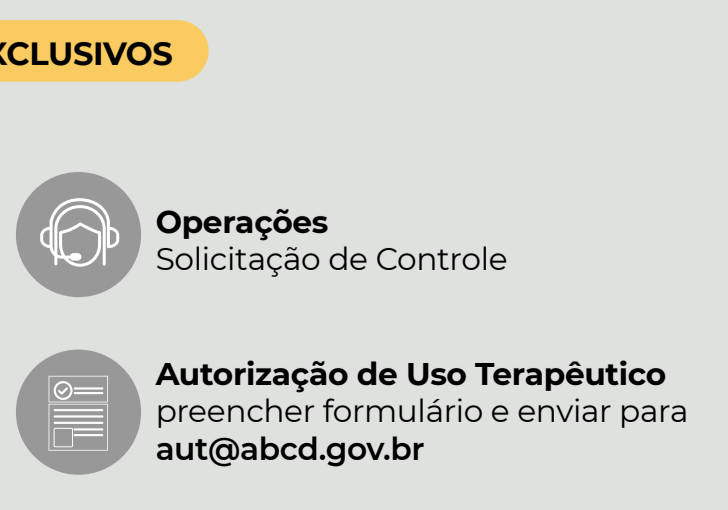 XCLUSIVOS
Operações
Solicitação de Controle
Autorização de Uso Terapêutico
preencher formulário e enviar para
aut@abcd.gov.br